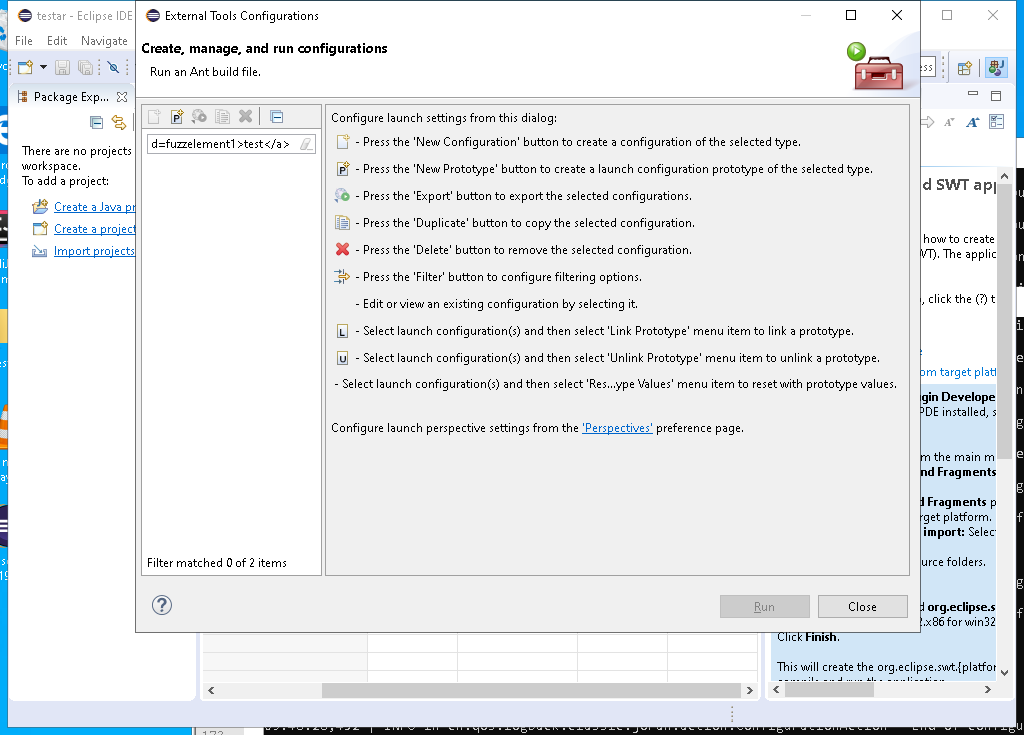 testar - Eclipse IDE
External Tools Configurations
File Edit Navigate
Create, manage, and run configurations
Run an Ant build file.
Package Exp...
d=fuzzelement1>test</a>
There are no projects
workspace.
To add a project:
Create a Java pr
Create a project
Import projects
Configure launch settings from this dialog:
- Press the 'New Configuration' button to create a configuration of the selected type.
- Press the 'New Prototype' button to create a launch configuration prototype of the selected type.
- Press the 'Export' button to export the selected configurations.
- Press the 'Duplicate' button to copy the selected configuration.
- Press the 'Delete' button to remove the selected configuration.
- Press the 'Filter' button to configure filtering options.
- Edit or view an existing configuration by selecting it.
- Select launch configuration(s) and then select 'Link Prototype' menu item to link a prototype.
- Select launch configuration(s) and then select 'Unlink Prototype' menu item to unlink a prototype.
- Select launch configuration(s) and then select 'Res...ype Values' menu item to reset with prototype values.
Configure launch perspective settings from the 'Perspectives' preference page.
Filter matched 0 of 2 items
Run
Close
d SWT app
how to create
VT). The applic
, click the (?) t
om target platf
gin Develope
PDE installed, s
m the main m
nd Fragments
d Fragments p
rget platform.
import: Selec
urce folders.
d org.eclipse.s
2.x86 for win32
Click Finish.
This will create the org.eclipse.swt.{platfor
compile and run the application.